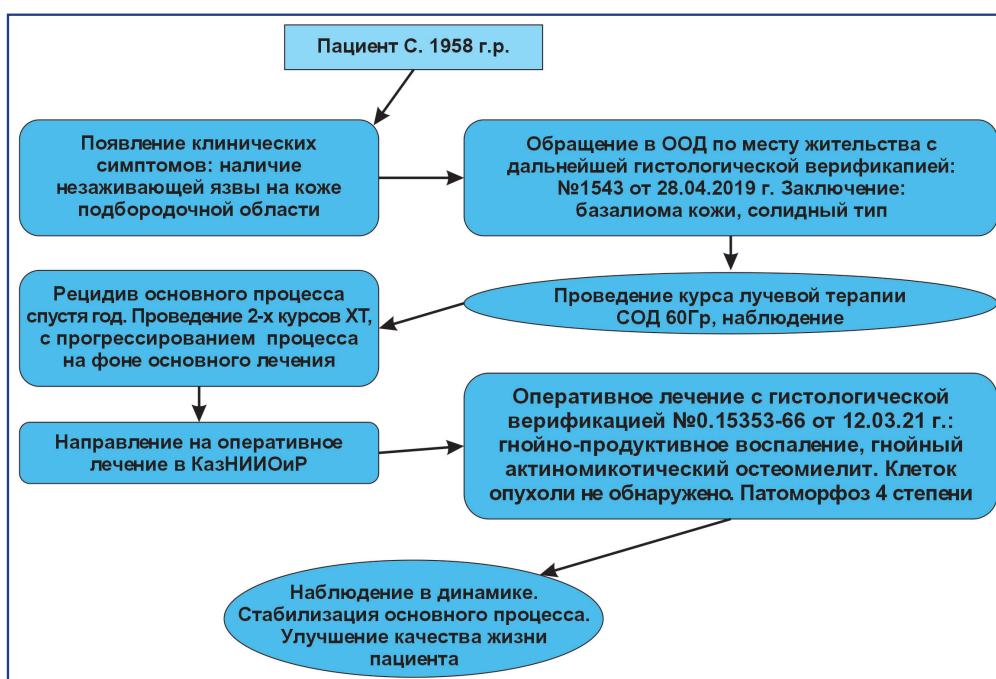 Пациент С. 1958 г.р.
Появление клинических
симптомов: наличие
незаживающей язвы на коже
подбородочной области
Обращение в ООД по месту жительства с
дальнейшей гистологической верификапией:
№1543 от 28.04.2019 г. Заключение:
базалиома кожи, солидный тип
Проведение курса лучевой терапии
СОД 60Гр, наблюдение
Рецидив основного процесса
спустя год. Проведение 2-х курсов ХТ,
с прогрессированием процесса
на фоне основного лечения
Направление на оперативное
лечение в КазНИИОиР
Оперативное лечение с гистологической
верификацией №0.15353-66 от 12.03.21 г.:
гнойно-продуктивное воспаление, гнойный
актиномикотический остеомиелит. Клеток
опухоли не обнаружено. Патоморфоз 4 степени
Наблюдение в динамике.
Стабилизация основного процесса.
Улучшение качества жизни
пациента